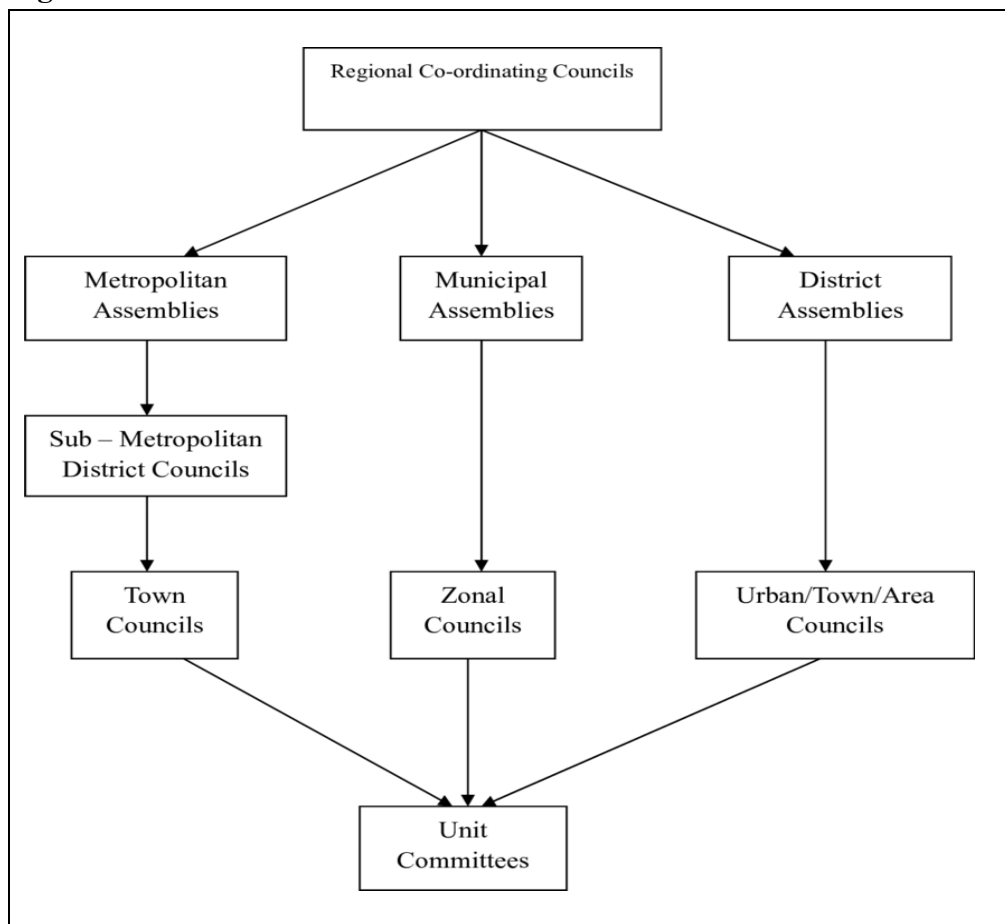 Regional Co-ordinating Councils
Metropolitan
Assemblies
Municipal
Assemblies
District
Assemblies
Sub – Metropolitan
District Councils
Town
Councils
Zonal
Councils
Urban/Town/Area
Councils
Unit
Committees